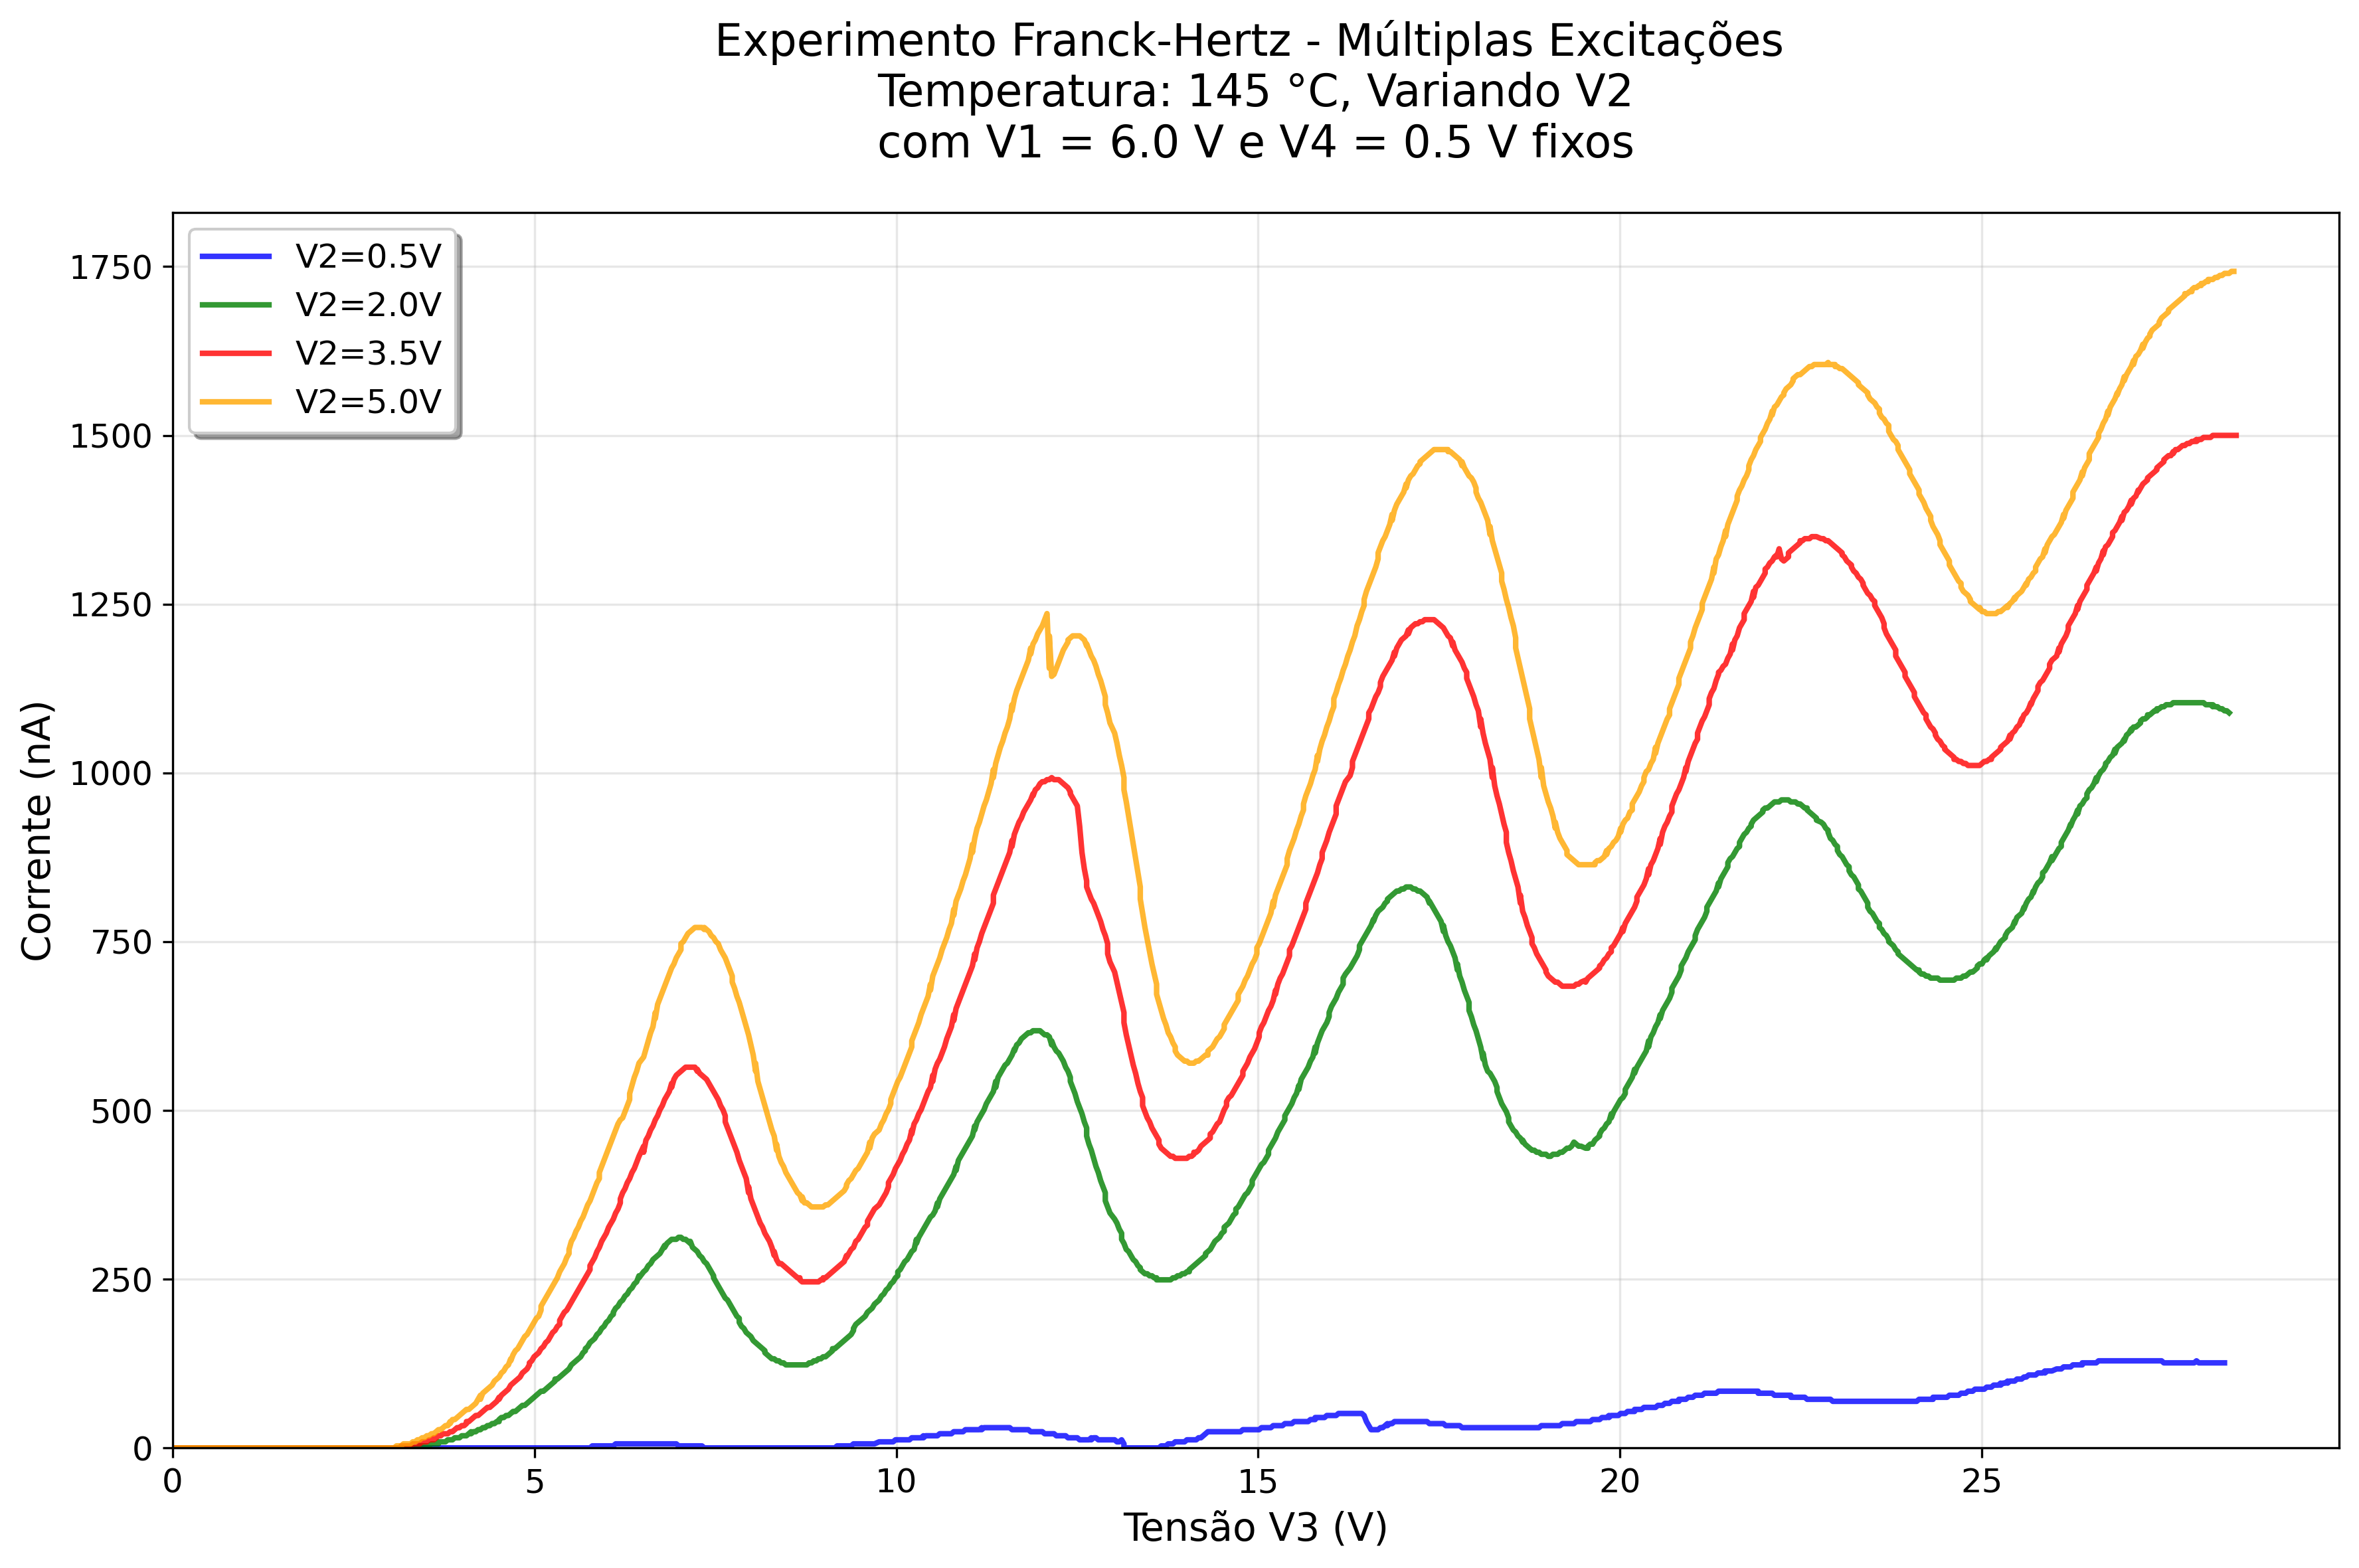 Experimento Franck-Hertz - Múltiplas Excitações
Temperatura: 145 °C, Variando V2
com V1 = 6.0 V e V4 = 0.5 V fixos
V2=0.5V
V2=2.0V
V2=3.5V
V2=5.0V
Corrente (nA)
1750
1500
1250
1000
750
500
250
0
0 5 10 15 20 25
Tensão V3 (V)